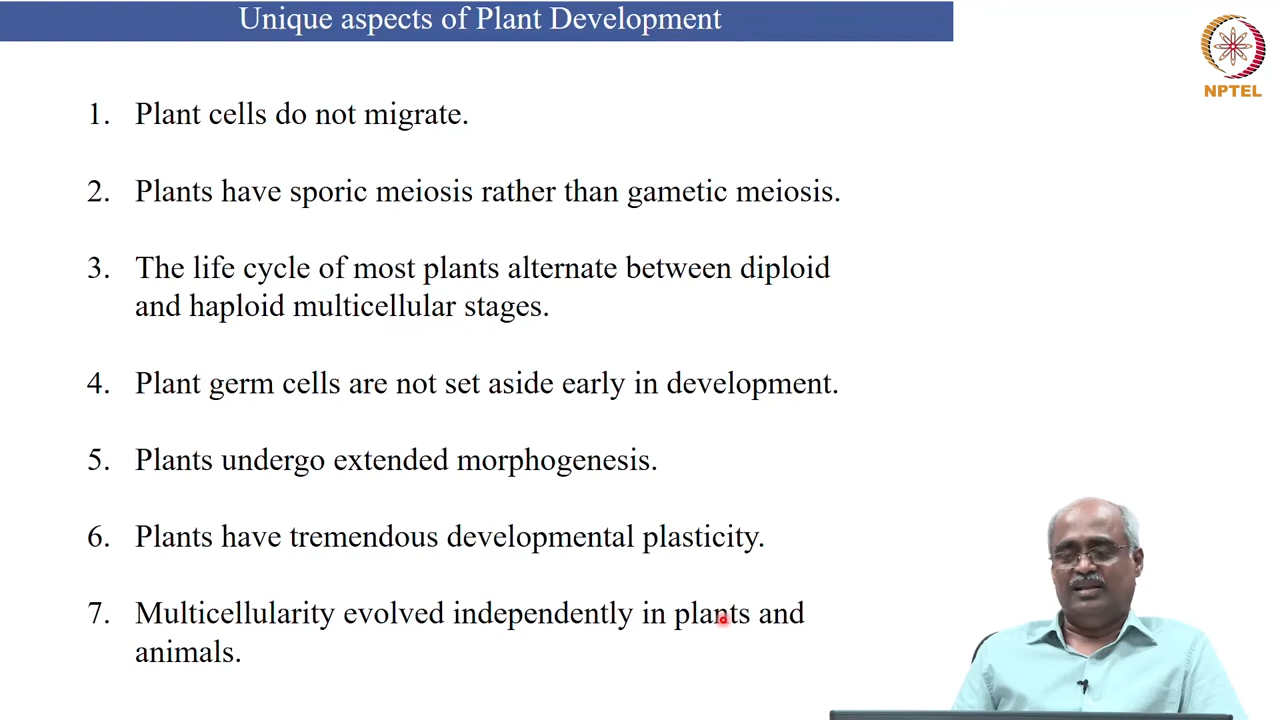 Unique aspects of Plant Development
NPTEL
1. Plant cells do not migrate.
2. Plants have sporic meiosis rather than gametic meiosis.
3. The life cycle of most plants alternate between diploid
and haploid multicellular stages.
4. Plant germ cells are not set aside early in development.
5. Plants undergo extended morphogenesis.
6. Plants have tremendous developmental plasticity.
7. Multicellularity evolved independently in plants and
animals.